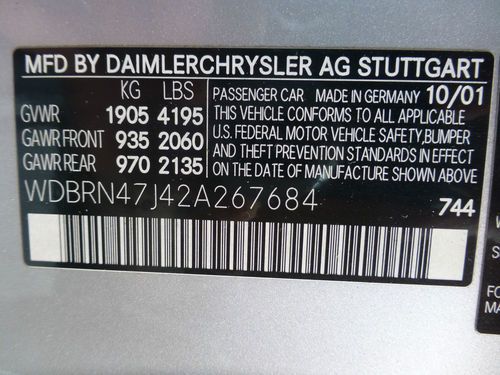 MFD BY DAIMLERCHRYSLER AG STUTTGART
KG LBS
GVWR 1905 4195
GAWR FRONT 935 2060
GAWR REAR 970 2135
PASSENGER CAR MADE IN GERMANY 10/01
THIS VEHICLE CONFORMS TO ALL APPLICABLE
U.S. FEDERAL MOTOR VEHICLE SAFETY, BUMPER
AND THEFT PREVENTION STANDARDS IN EFFECT
ON THE DATE OF MANUFACTURE SHOWN ABOVE.
WDBRN47J42A267684
744